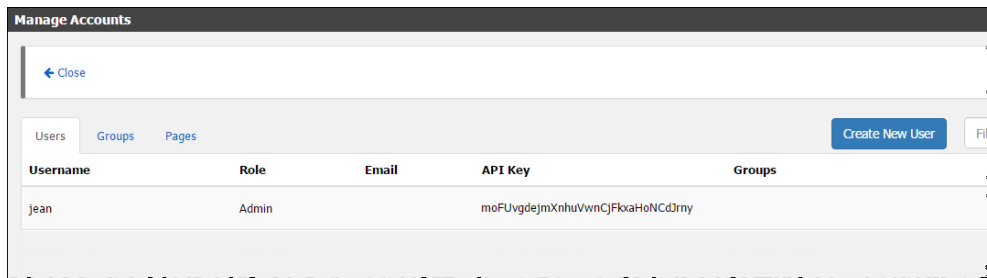 Manage Accounts
Close
Users Groups Pages Create New User
Username Role Email API Key Groups
jean Admin moFUvgdejmXnhuVwnCjFkxaHoNCdJrny